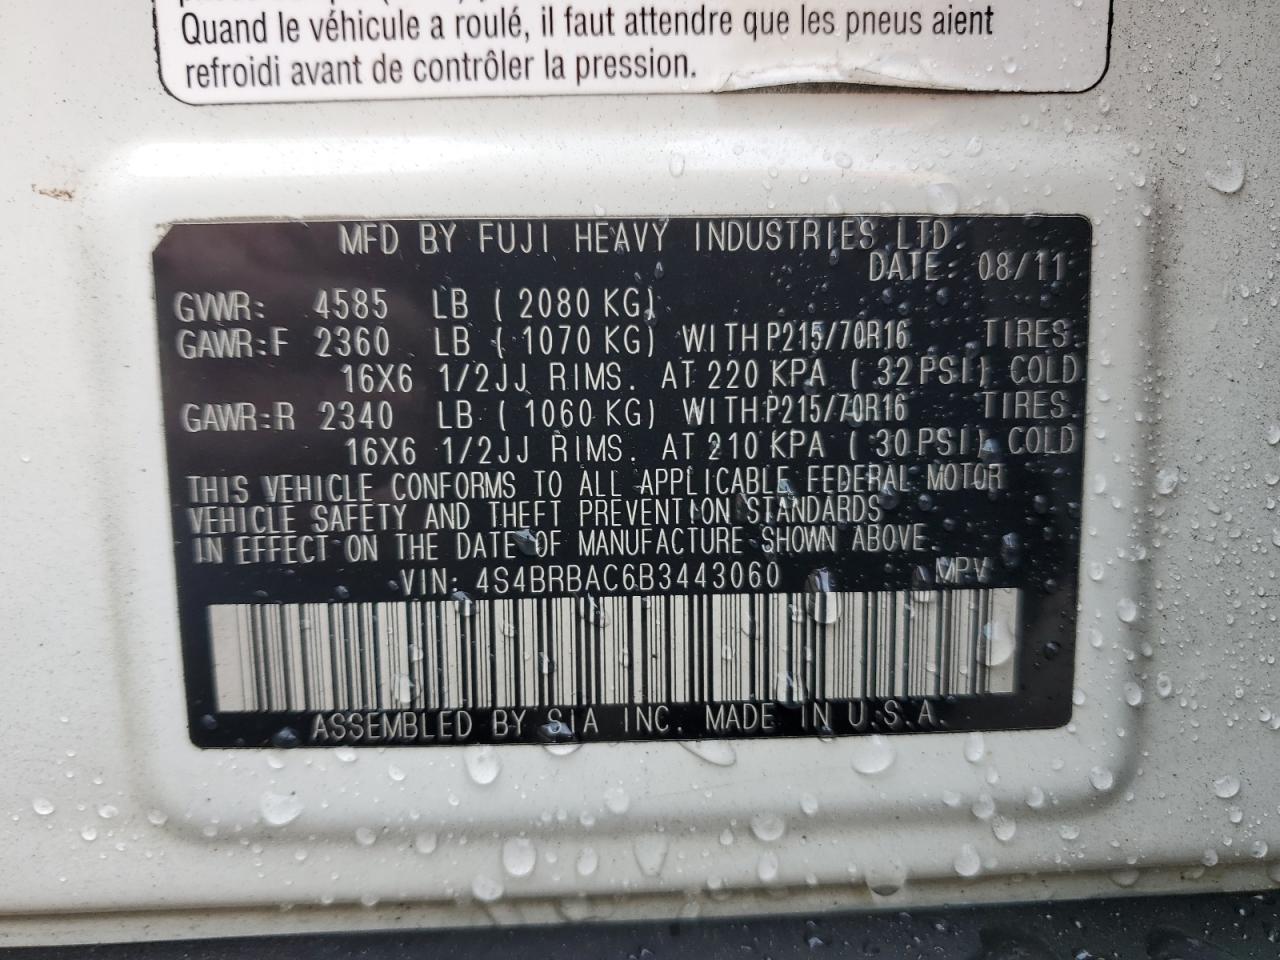 Quand le véhicule a roulé, il faut attendre que les pneus aient
refroidi avant de contrôler la pression.
MFD BY FUJI HEAVY INDUSTRIES LTD.
DATE: 08/11
GVWR: 4585 LB ( 2080 KG)
GAWR:F 2360 LB ( 1070 KG) WITH P215/70R16 TIRES.
16X6 1/2JJ RIMS. AT 220 KPA ( 32 PSI) COLD
GAWR:R 2340 LB ( 1060 KG) WITH P215/70R16 TIRES.
16X6 1/2JJ RIMS. AT 210 KPA ( 30 PSI) COLD
THIS VEHICLE CONFORMS TO ALL APPLICABLE FEDERAL MOTOR
VEHICLE SAFETY AND THEFT PREVENTION STANDARDS
IN EFFECT ON THE DATE OF MANUFACTURE SHOWN ABOVE.
VIN: 4S4BRBAC6B3443060 MPV
ASSEMBLED BY SIA INC. MADE IN U.S.A.